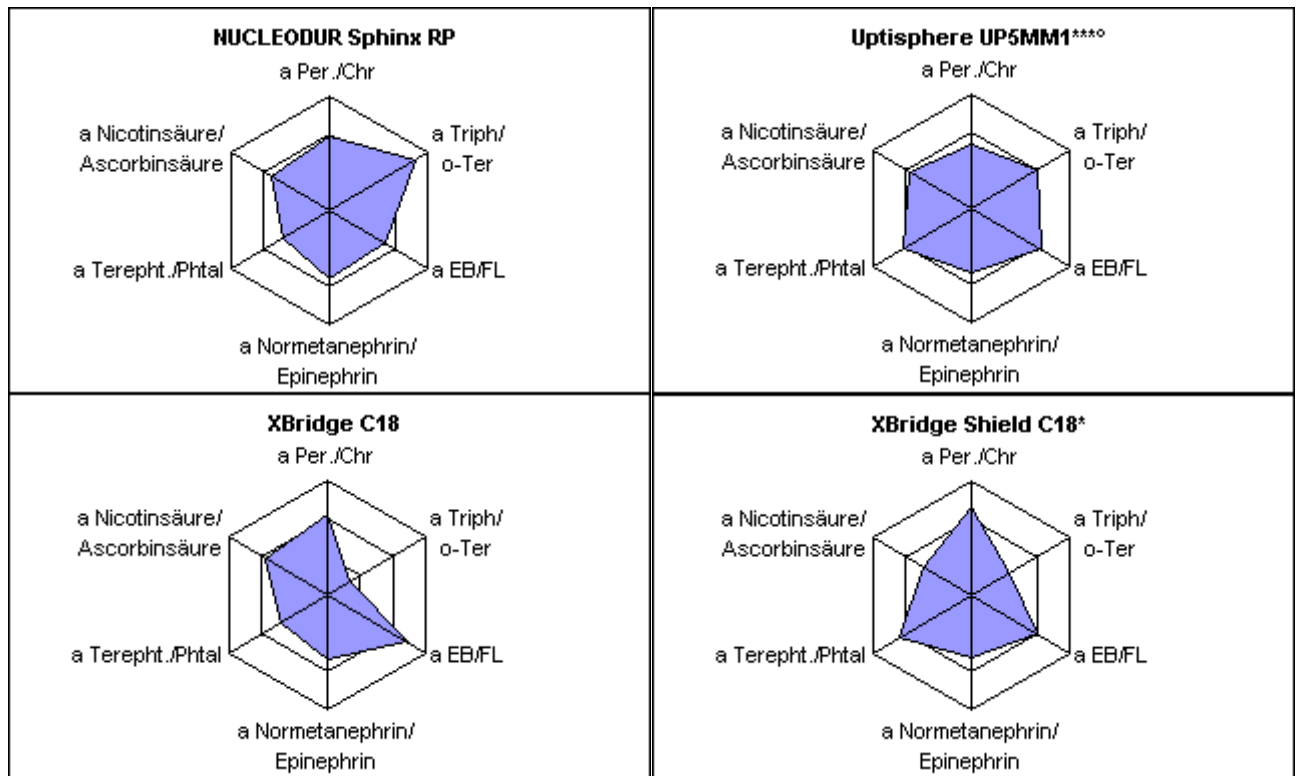 NUCLEODUR Sphinx RP
a Per./Chr
a Nicotinsäure/
Ascorbinsäure
a Triph/
o-Ter
a Terepht./Phtal
a EB/FL
a Normetanephrin/
Epinephrin
Uptisphere UP5MM1***°
a Per./Chr
a Nicotinsäure/
Ascorbinsäure
a Triph/
o-Ter
a Terepht./Phtal
a EB/FL
a Normetanephrin/
Epinephrin
XBridge C18
a Per./Chr
a Nicotinsäure/
Ascorbinsäure
a Triph/
o-Ter
a Terepht./Phtal
a EB/FL
a Normetanephrin/
Epinephrin
XBridge Shield C18*
a Per./Chr
a Nicotinsäure/
Ascorbinsäure
a Triph/
o-Ter
a Terepht./Phtal
a EB/FL
a Normetanephrin/
Epinephrin